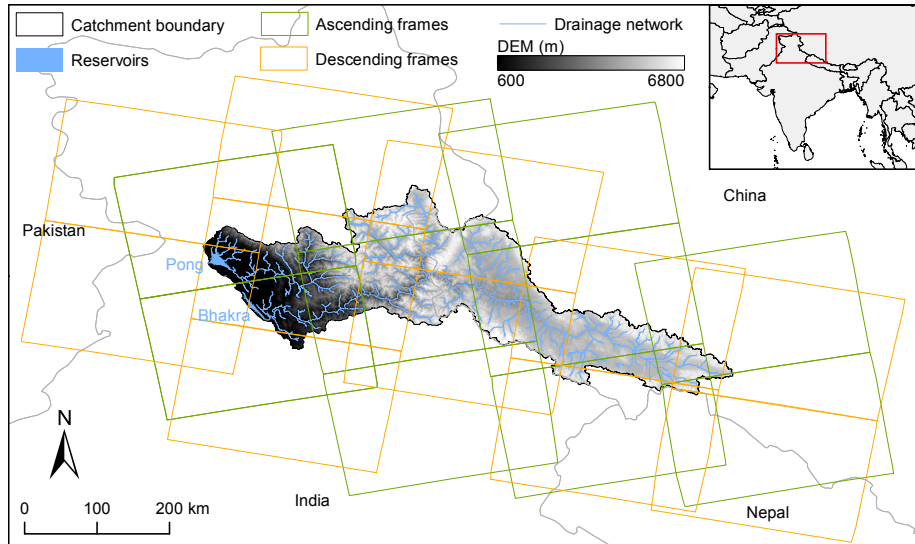 Catchment boundary
Ascending frames
Drainage network
Reservoirs
Descending frames
DEM (m)
600 6800
China
Pakistan
Pong
Bhakra
N
0 100 200 km
India
Nepal